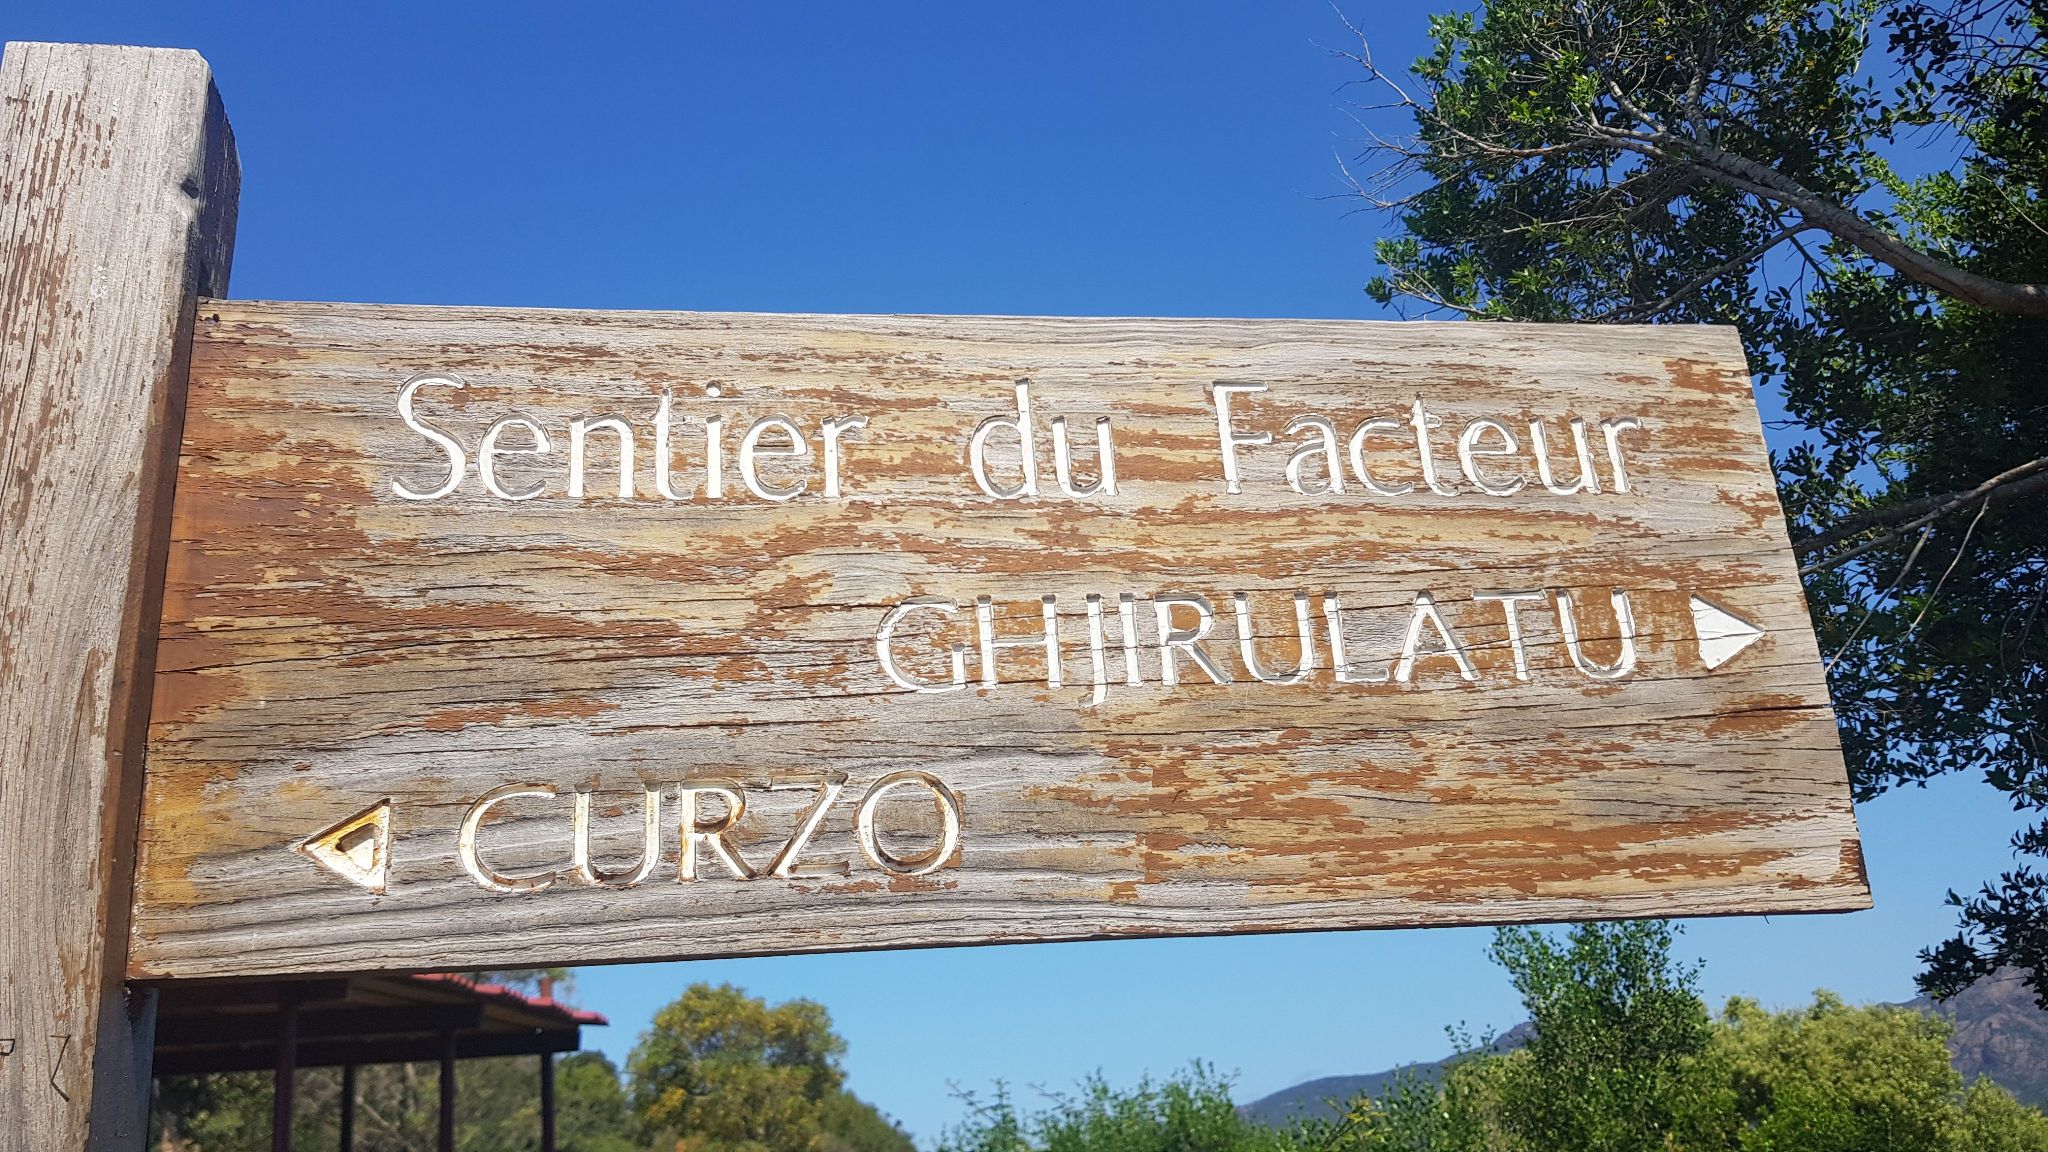 Sentier du Facteur
GHJIRULATU
CURZO